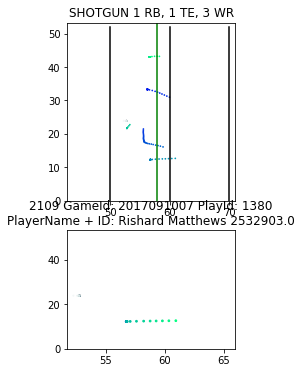 SHOTGUN 1 RB, 1 TE, 3 WR
50
40
30
20
10
0
50 60 70
2109 GameId: 2017091007 PlayId: 1380
PlayerName + ID: Rishard Matthews 2532903.0
40
20
0
55 60 65